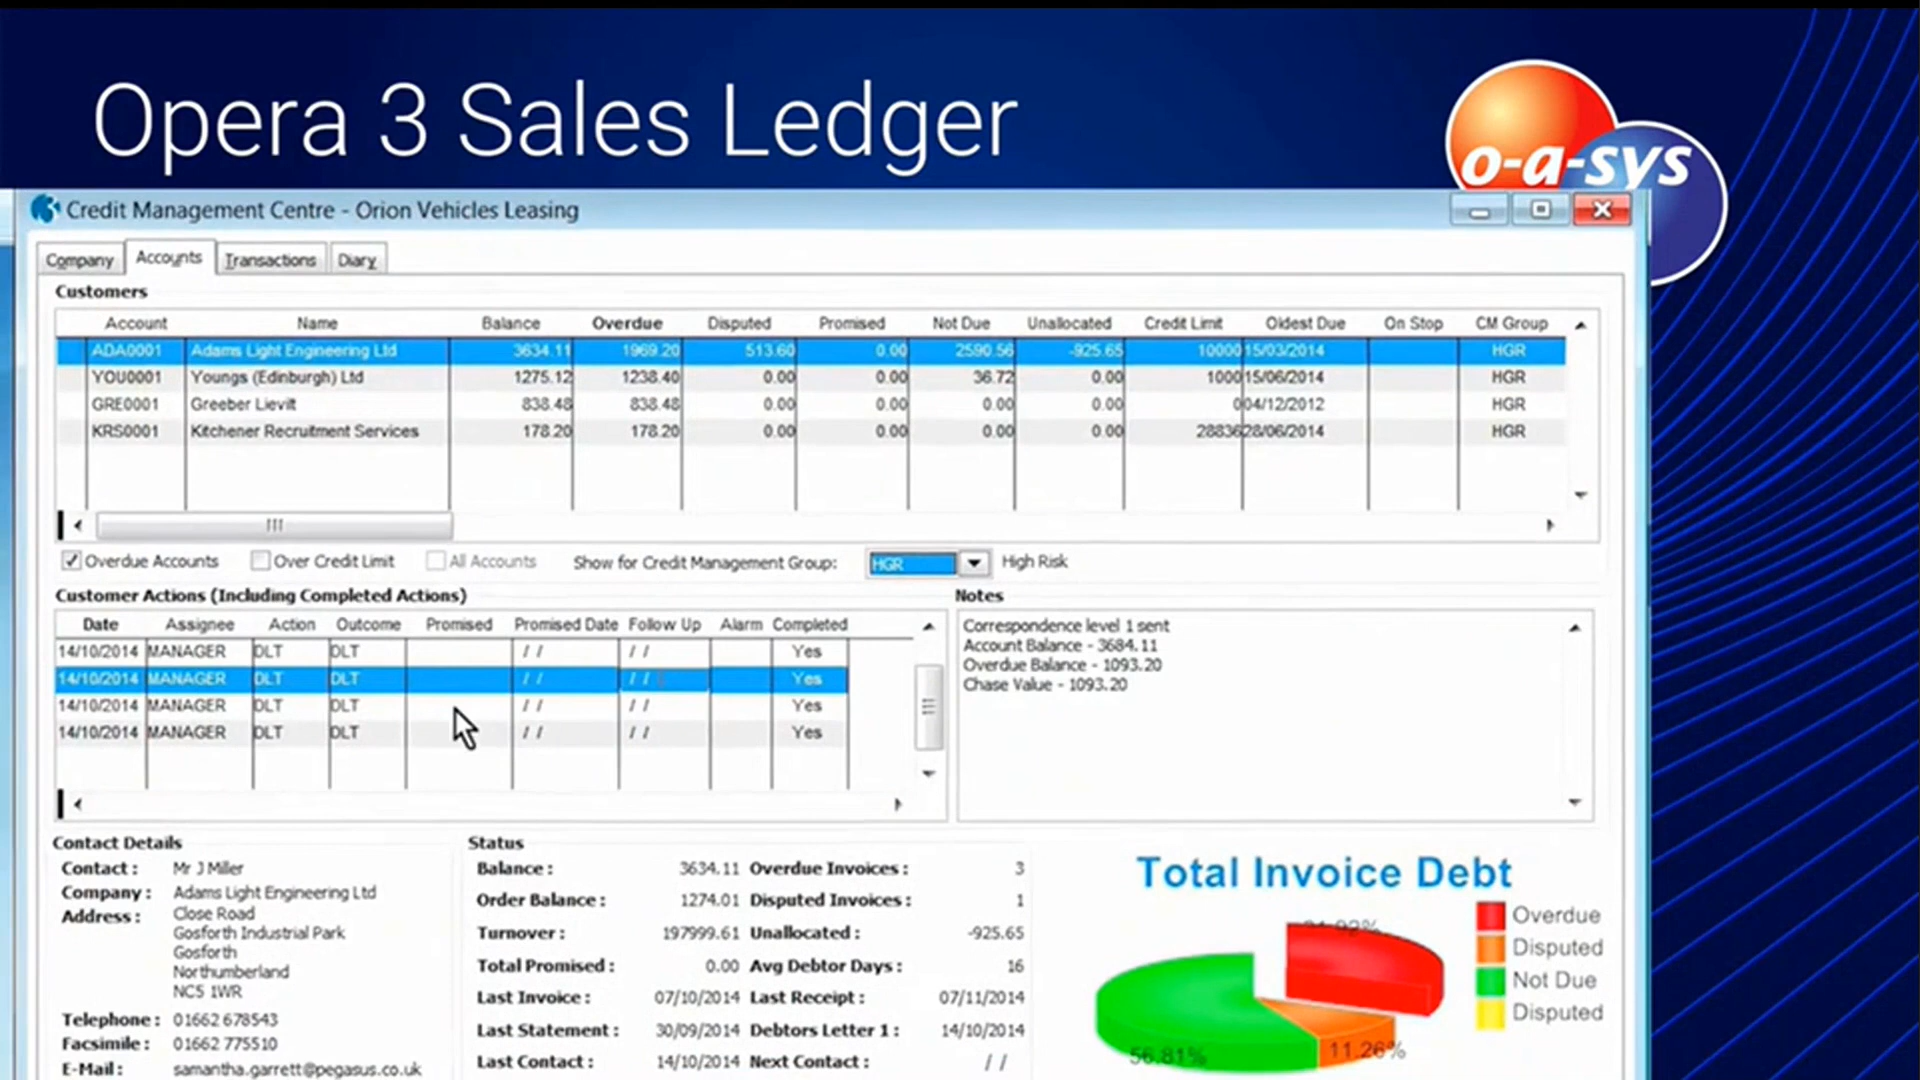 Opera 3 Sales Ledger
o-a-sys
Credit Management Centre - Orion Vehicles Leasing
Company Accounts Transactions Diary
Customers
Account Name Balance Overdue Disputed Promised Not Due Unallocated Credit Limit Oldest Due On Stop CM Group
ADA0001 Adams Light Engineering Ltd 3634.11 1969.20 513.60 0.00 2590.56 -925.65 10000 15/03/2014 HGR
YOU0001 Youngs (Edinburgh) Ltd 1275.12 1238.40 0.00 0.00 36.72 0.00 1000 15/06/2014 HGR
GRE0001 Greeber Lievilt 838.48 838.48 0.00 0.00 0.00 0.00 0 04/12/2012 HGR
KRS0001 Kitchener Recruitment Services 178.20 178.20 0.00 0.00 0.00 0.00 28836 28/06/2014 HGR
Overdue Accounts Over Credit Limit All Accounts Show for Credit Management Group: HGR High Risk
Customer Actions (Including Completed Actions) Notes
Date Assignee Action Outcome Promised Promised Date Follow Up Alarm Completed
14/10/2014 MANAGER DLT DLT / / / / Yes
14/10/2014 MANAGER DLT DLT / / / / Yes
14/10/2014 MANAGER DLT DLT / / / / Yes
14/10/2014 MANAGER DLT DLT / / / / Yes
Correspondence level 1 sent
Account Balance - 3684.11
Overdue Balance - 1093.20
Chase Value - 1093.20
Contact Details
Contact : Mr J Miller
Company : Adams Light Engineering Ltd
Address : Close Road
Gosforth Industrial Park
Gosforth
Northumberland
NC5 1WR
Telephone : 01662 678543
Facsimile : 01662 775510
E-Mail : samantha.garrett@pegasus.co.uk
Status
Balance : 3634.11 Overdue Invoices : 3
Order Balance : 1274.01 Disputed Invoices : 1
Turnover : 197999.61 Unallocated : -925.65
Total Promised : 0.00 Avg Debtor Days : 16
Last Invoice : 07/10/2014 Last Receipt : 07/11/2014
Last Statement : 30/09/2014 Debtors Letter 1 : 14/10/2014
Last Contact : 14/10/2014 Next Contact : / /
Total Invoice Debt
Overdue
Disputed
Not Due
Disputed
56.81%
11.26%